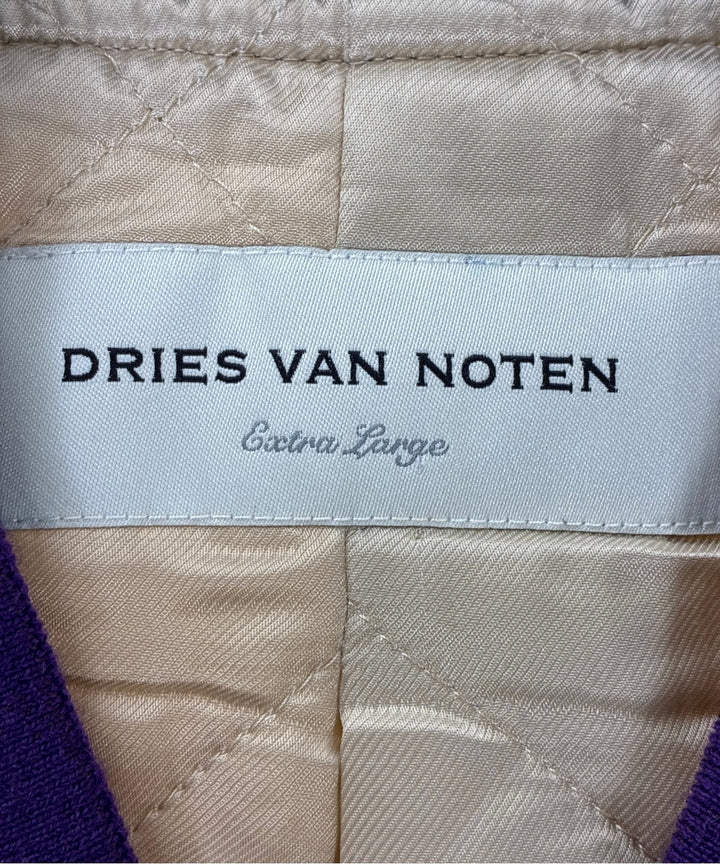 DRIES VAN NOTEN
Extra Large